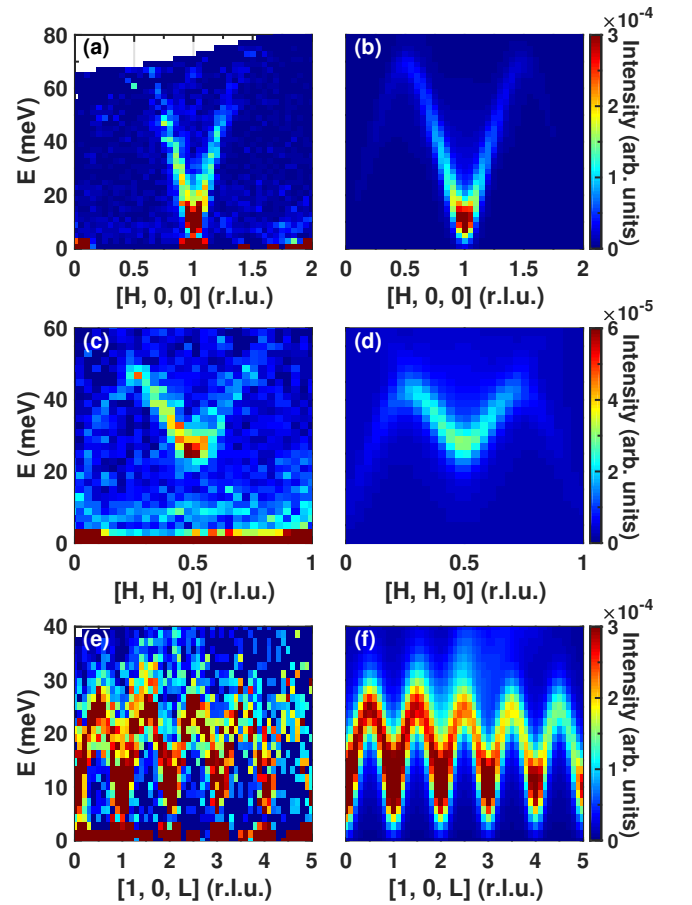 (a)
80
60
40
20
0
E (meV)
0 0.5 1 1.5 2
[H, 0, 0] (r.l.u.)
(b)
0 0.5 1 1.5 2
[H, 0, 0] (r.l.u.)
×10-4
3
2
1
0
Intensity (arb. units)
(c)
60
40
20
0
E (meV)
0 0.5 1
[H, H, 0] (r.l.u.)
(d)
0 0.5 1
[H, H, 0] (r.l.u.)
×10-5
6
4
2
0
Intensity (arb. units)
(e)
40
30
20
10
0
E (meV)
0 1 2 3 4 5
[1, 0, L] (r.l.u.)
(f)
0 1 2 3 4 5
[1, 0, L] (r.l.u.)
×10-4
3
2
1
0
Intensity (arb. units)